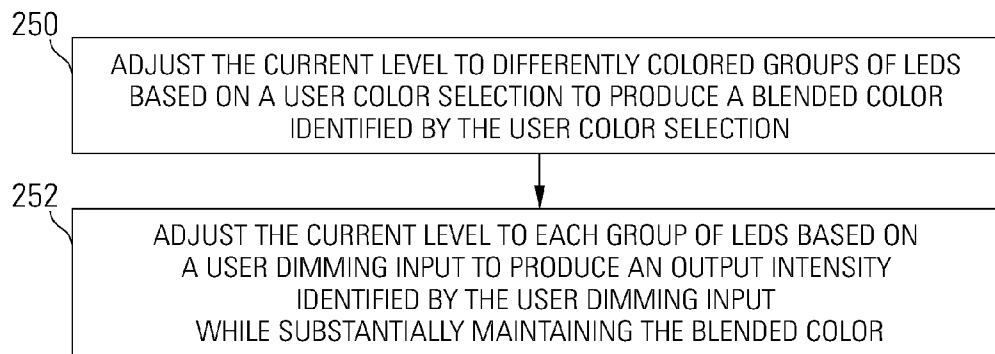 250
ADJUST THE CURRENT LEVEL TO DIFFERENTLY COLORED GROUPS OF LEDS
BASED ON A USER COLOR SELECTION TO PRODUCE A BLENDED COLOR
IDENTIFIED BY THE USER COLOR SELECTION
252
ADJUST THE CURRENT LEVEL TO EACH GROUP OF LEDS BASED ON
A USER DIMMING INPUT TO PRODUCE AN OUTPUT INTENSITY
IDENTIFIED BY THE USER DIMMING INPUT
WHILE SUBSTANTIALLY MAINTAINING THE BLENDED COLOR